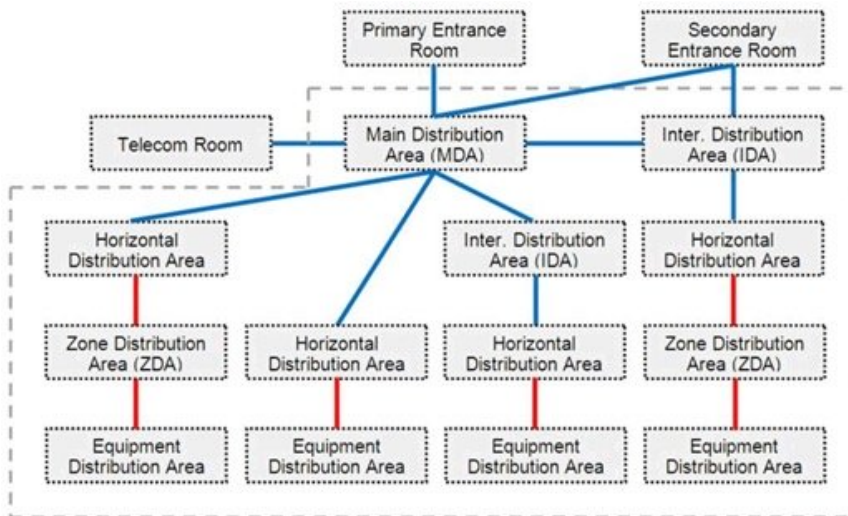 Primary Entrance
Room
Secondary
Entrance Room
Telecom Room
Main Distribution
Area (MDA)
Inter. Distribution
Area (IDA)
Horizontal
Distribution Area
Inter. Distribution
Area (IDA)
Horizontal
Distribution Area
Zone Distribution
Area (ZDA)
Horizontal
Distribution Area
Horizontal
Distribution Area
Zone Distribution
Area (ZDA)
Equipment
Distribution Area
Equipment
Distribution Area
Equipment
Distribution Area
Equipment
Distribution Area